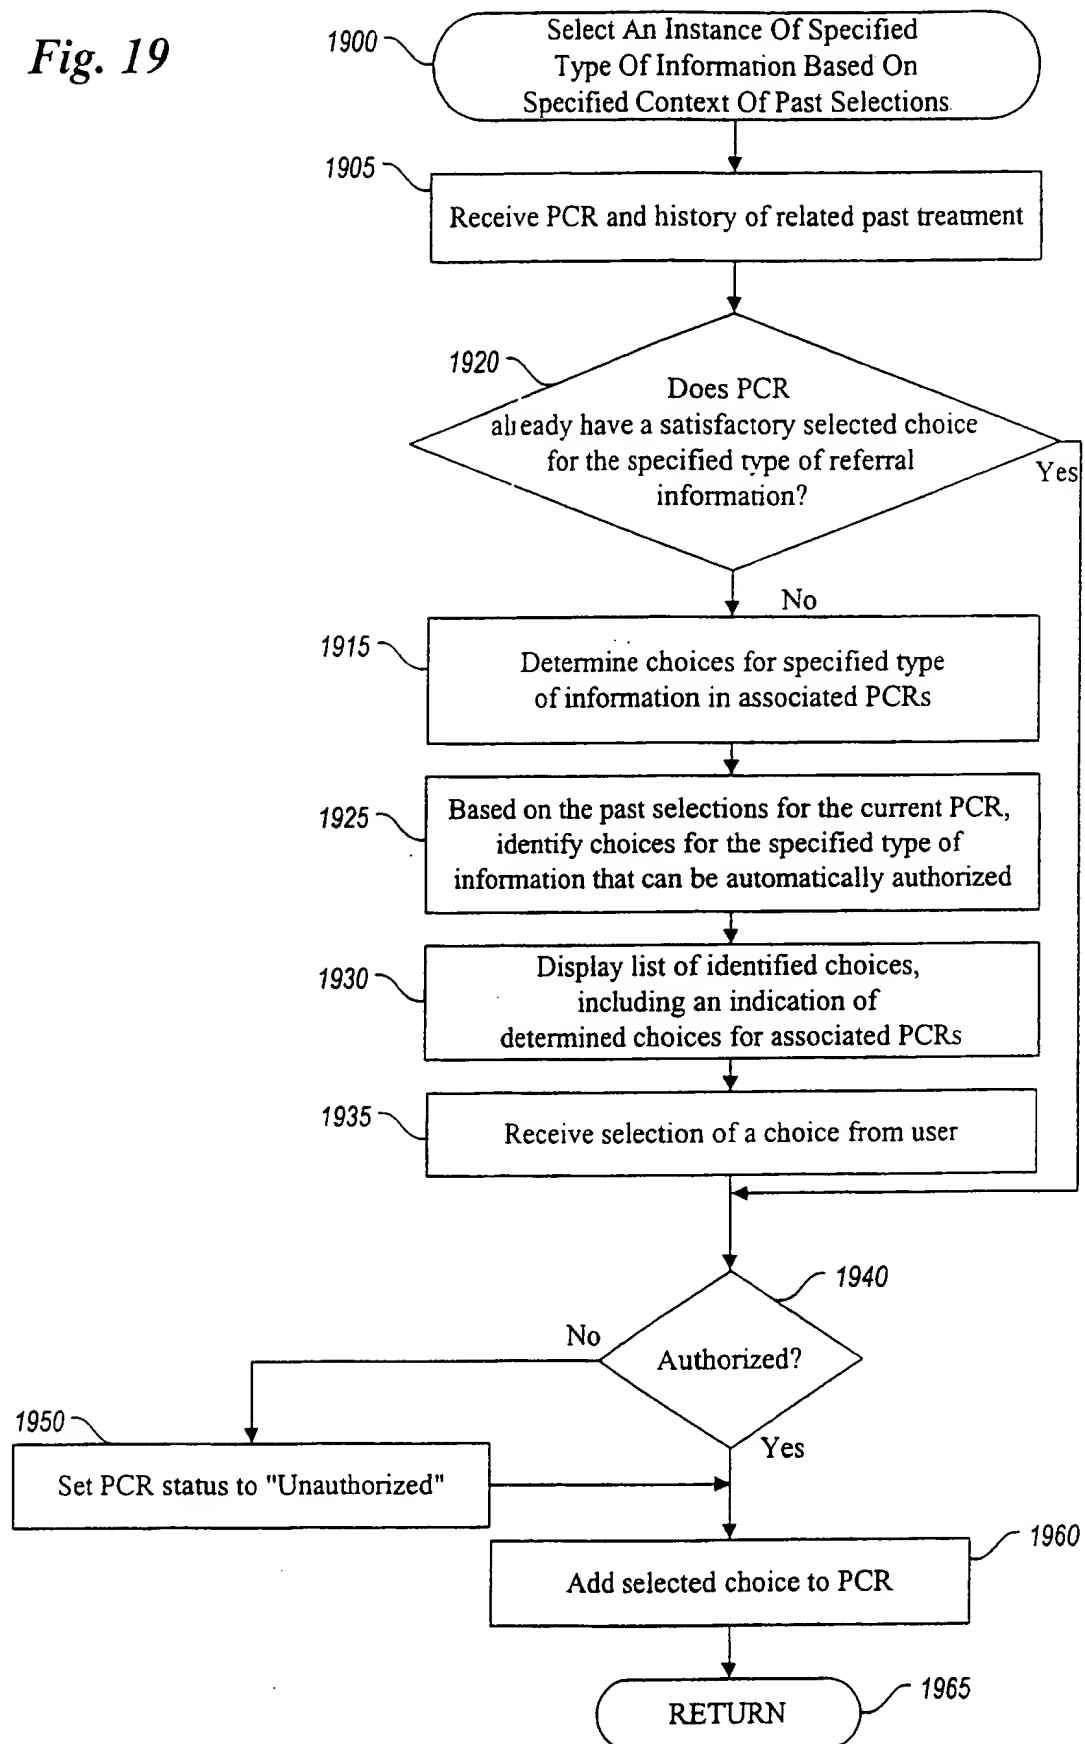 Fig. 19
1900
Select An Instance Of Specified
Type Of Information Based On
Specified Context Of Past Selections
1905
Receive PCR and history of related past treatment
1920
Does PCR
already have a satisfactory selected choice
for the specified type of referral
information?
Yes
No
1915
Determine choices for specified type
of information in associated PCRs
1925
Based on the past selections for the current PCR,
identify choices for the specified type of
information that can be automatically authorized
1930
Display list of identified choices,
including an indication of
determined choices for associated PCRs
1935
Receive selection of a choice from user
1940
No
Authorized?
Yes
1950
Set PCR status to "Unauthorized"
1960
Add selected choice to PCR
1965
RETURN